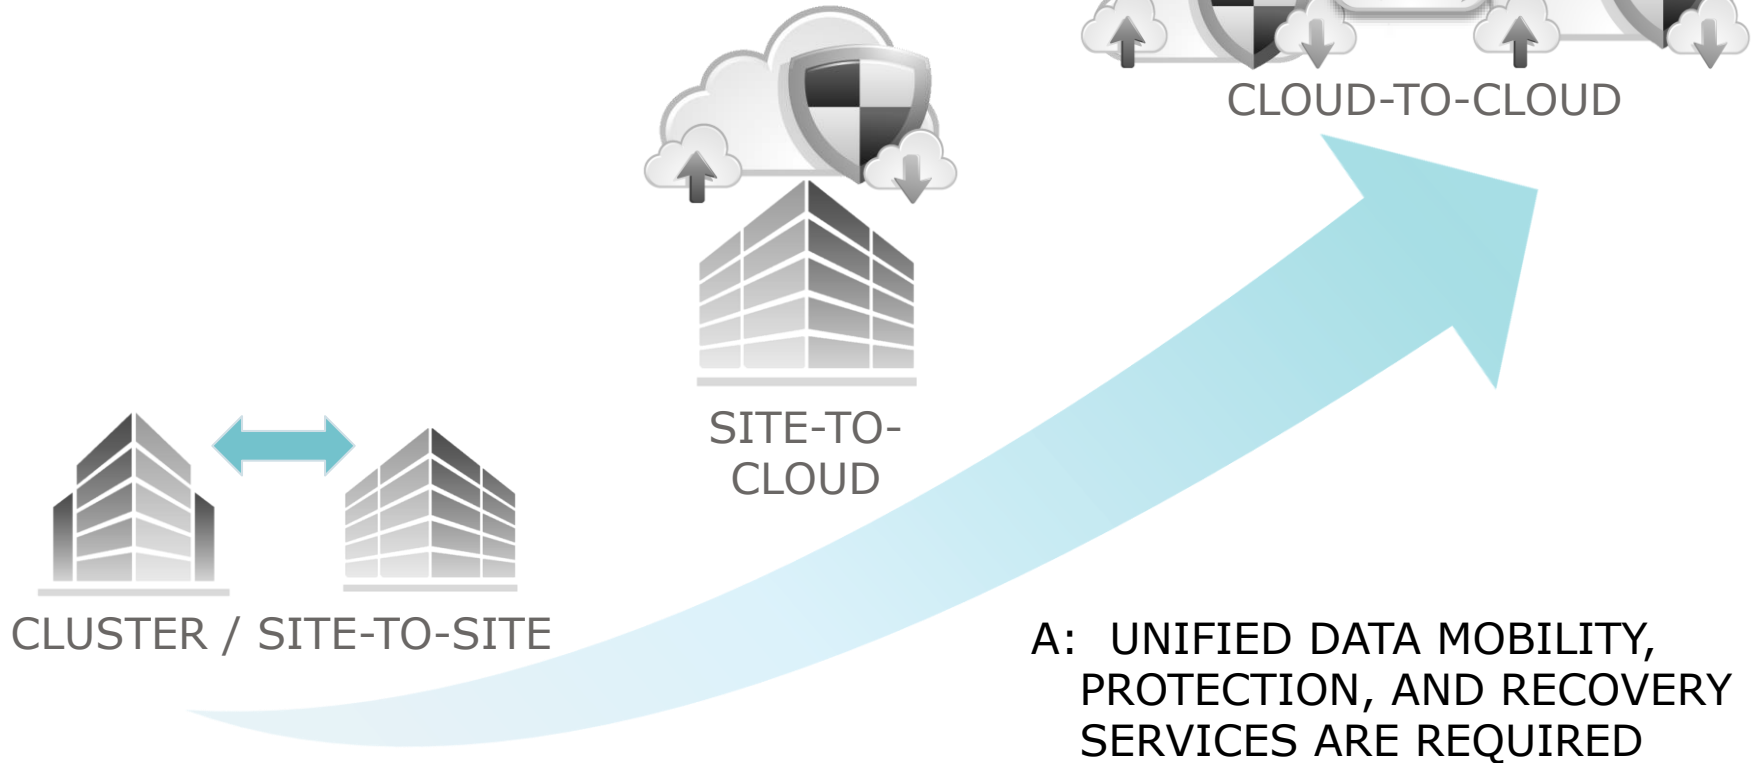 CLOUD-TO-CLOUD
SITE-TO-
CLOUD
CLUSTER / SITE-TO-SITE
A: UNIFIED DATA MOBILITY,
PROTECTION, AND RECOVERY
SERVICES ARE REQUIRED